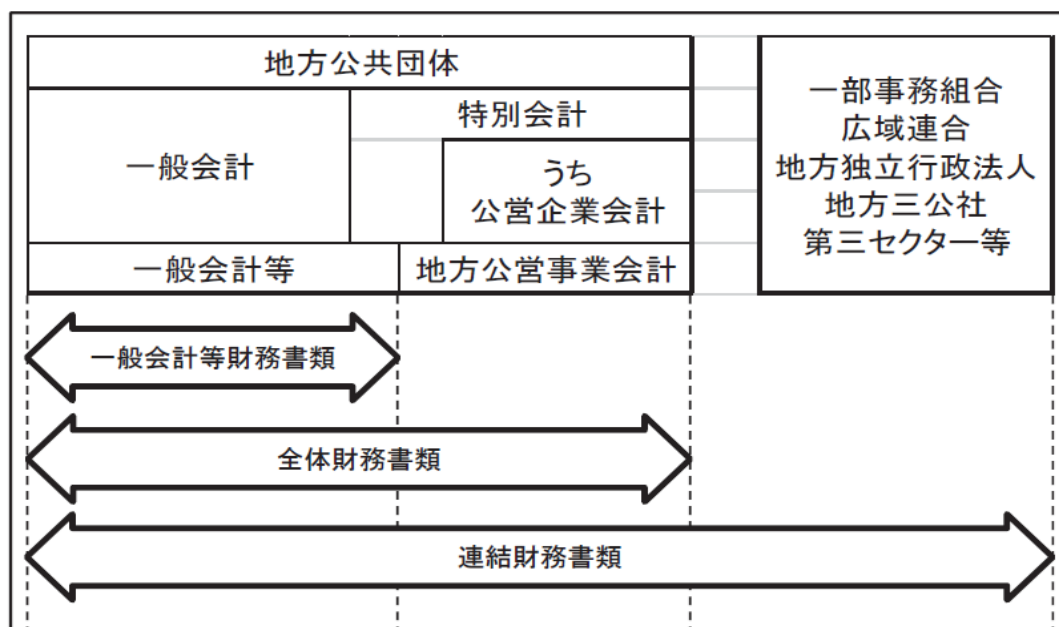 地方公共団体
一般会計
特別会計
うち
公営企業会計
一般会計等
地方公営事業会計
一部事務組合
広域連合
地方独立行政法人
地方三公社
第三セクター等
一般会計等財務書類
全体財務書類
連結財務書類